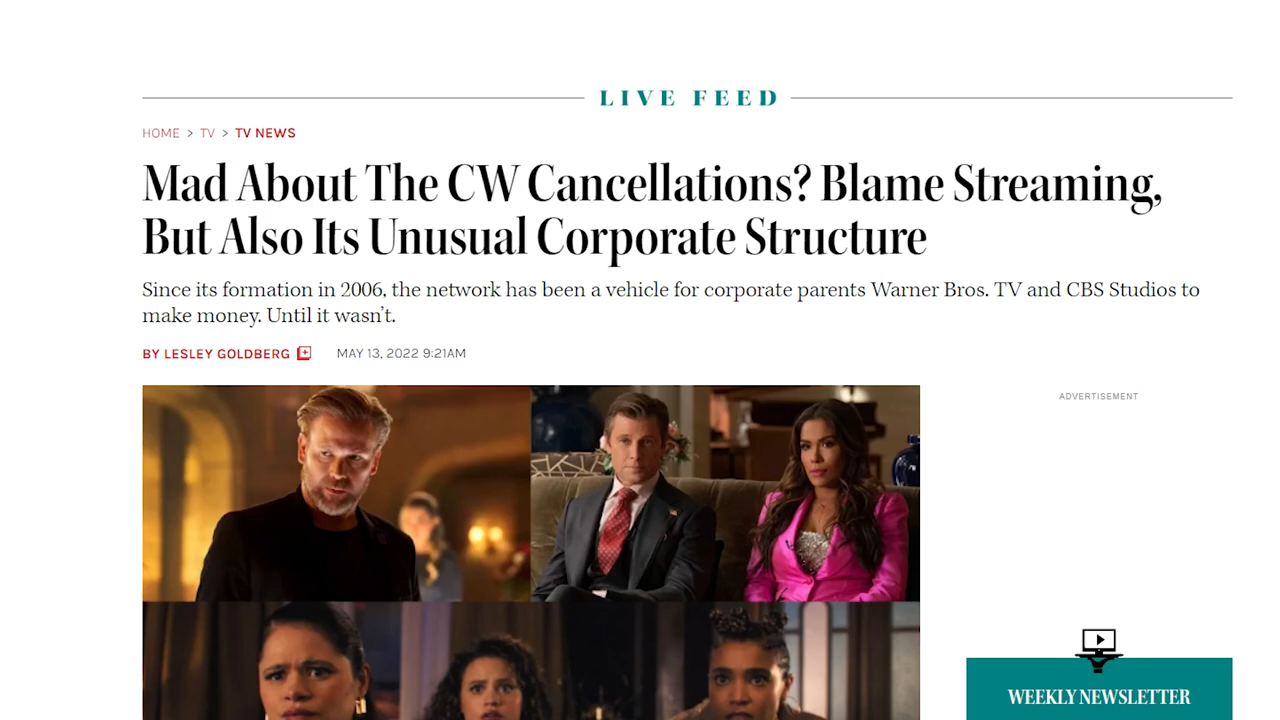 LIVE FEED
HOME > TV > TV NEWS
Mad About The CW Cancellations? Blame Streaming,
But Also Its Unusual Corporate Structure
Since its formation in 2006, the network has been a vehicle for corporate parents Warner Bros. TV and CBS Studios to
make money. Until it wasn't.
BY LESLEY GOLDBERG MAY 13, 2022 9:21AM
ADVERTISEMENT
WEEKLY NEWSLETTER